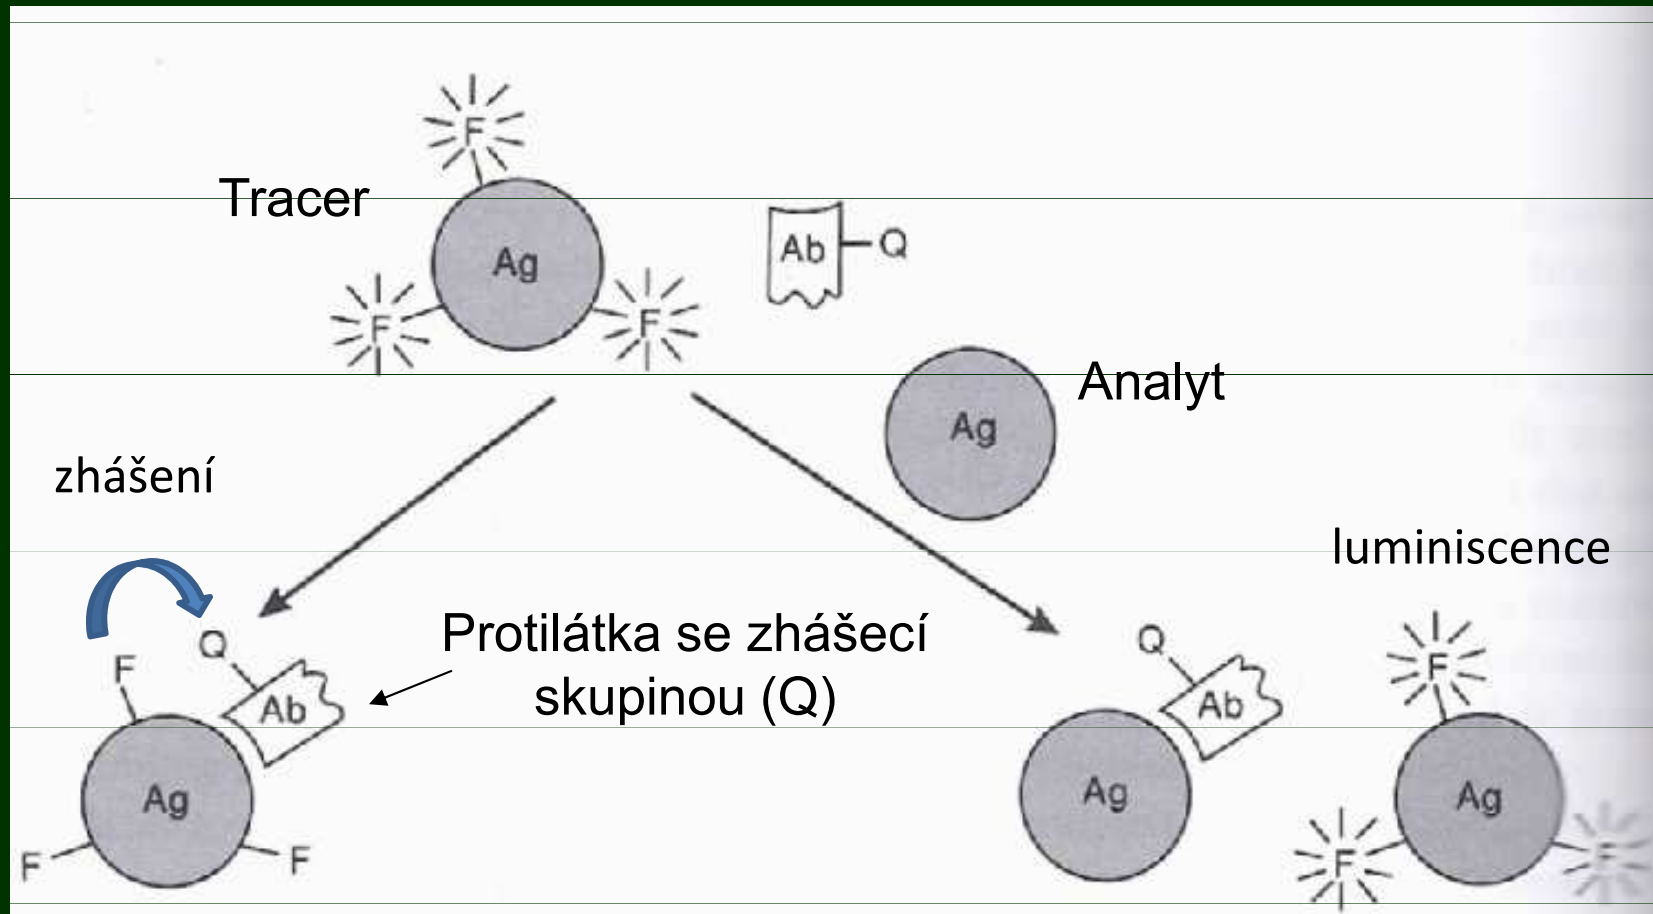 F
Tracer
Ag
Ab
Q
F
F
Ag
Analyt
zhášení
luminiscence
Protilátka se zhášecí
skupinou (Q)
Q
F
Ab
Ag
F
F
Q
Ab
Ag
F
Ag
F
F